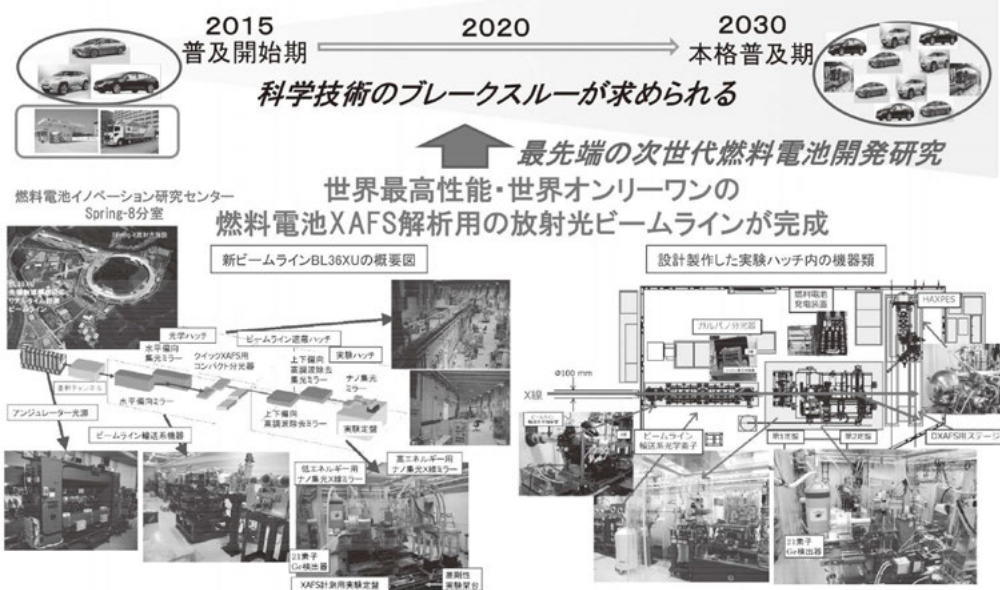 2015
普及開始期
2020
2030
本格普及期
科学技術のブレークスルーが求められる
最先端の次世代燃料電池開発研究
世界最高性能・世界オンリーワンの
燃料電池XAFS解析用の放射光ビームラインが完成
燃料電池イノベーション研究センター
Spring-8分室
新ビームラインBL36XUの概要図
BL36XU
ビームライン
光学ハッチ
ビームライン遮蔽ハッチ
実験ハッチ
水平偏向
集光ミラー
クイックXAFS用
コンパクト分光器
上下偏向
高調波除去
集光ミラー
ナノ集光
ミラー
水平偏向ミラー
上下偏向
高調波除去ミラー
実験定盤
アンジュレーター光源
ビームライン輸送系機器
低エネルギー用
ナノ集光X線ミラー
高エネルギー用
ナノ集光X線ミラー
21素子
Ge検出器
XAFS計測用実験定盤
高剛性
実験架台
設計製作した実験ハッチ内の機器類
燃料電池
発電装置
HAXPES
ガルバノ分光器
Φ100 mm
X線
ビームライン
輸送系光学素子
第1定盤
第2定盤
DXAFS用ステージ
21素子
Ge検出器